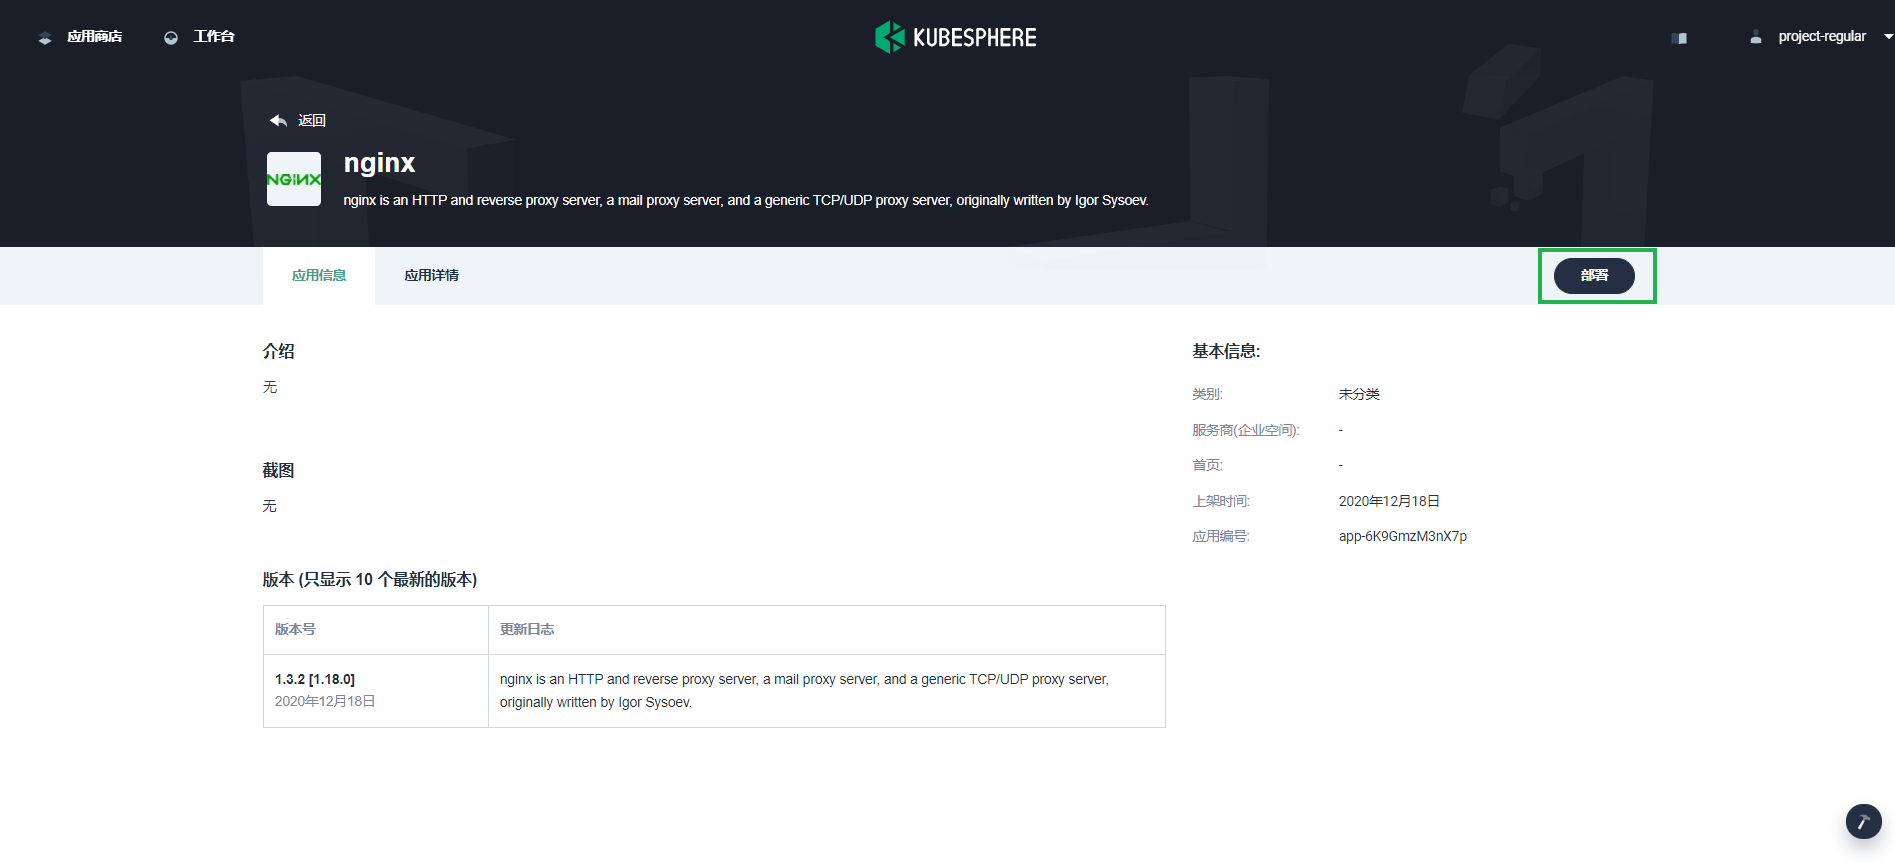 应用商店
工作台
KUBESPHERE
project-regular
返回
NGINX
nginx
nginx is an HTTP and reverse proxy server, a mail proxy server, and a generic TCP/UDP proxy server, originally written by Igor Sysoev.
应用信息
应用详情
部署
介绍
无
截图
无
版本 (只显示 10 个最新的版本)
版本号
更新日志
1.3.2 [1.18.0]
2020年12月18日
nginx is an HTTP and reverse proxy server, a mail proxy server, and a generic TCP/UDP proxy server,
originally written by Igor Sysoev.
基本信息:
类别:
未分类
服务商(企业空间):
-
首页:
-
上架时间:
2020年12月18日
应用编号:
app-6K9GmzM3nX7p